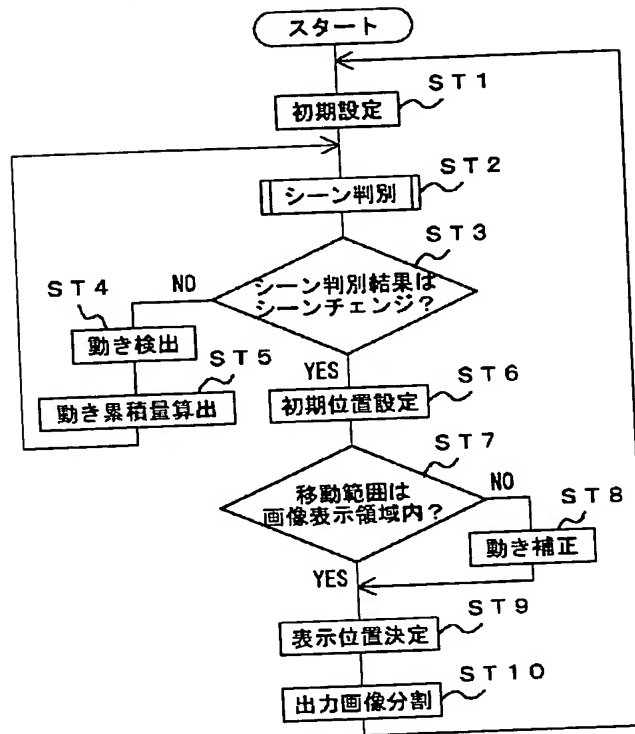 スタート
ST1
初期設定
ST2
シーン判別
ST3
シーン判別結果は
シーンチェンジ?
NO
ST4
動き検出
ST5
動き累積量算出
YES
ST6
初期位置設定
ST7
移動範囲は
画像表示領域内?
NO
ST8
動き補正
YES
ST9
表示位置決定
ST10
出力画像分割